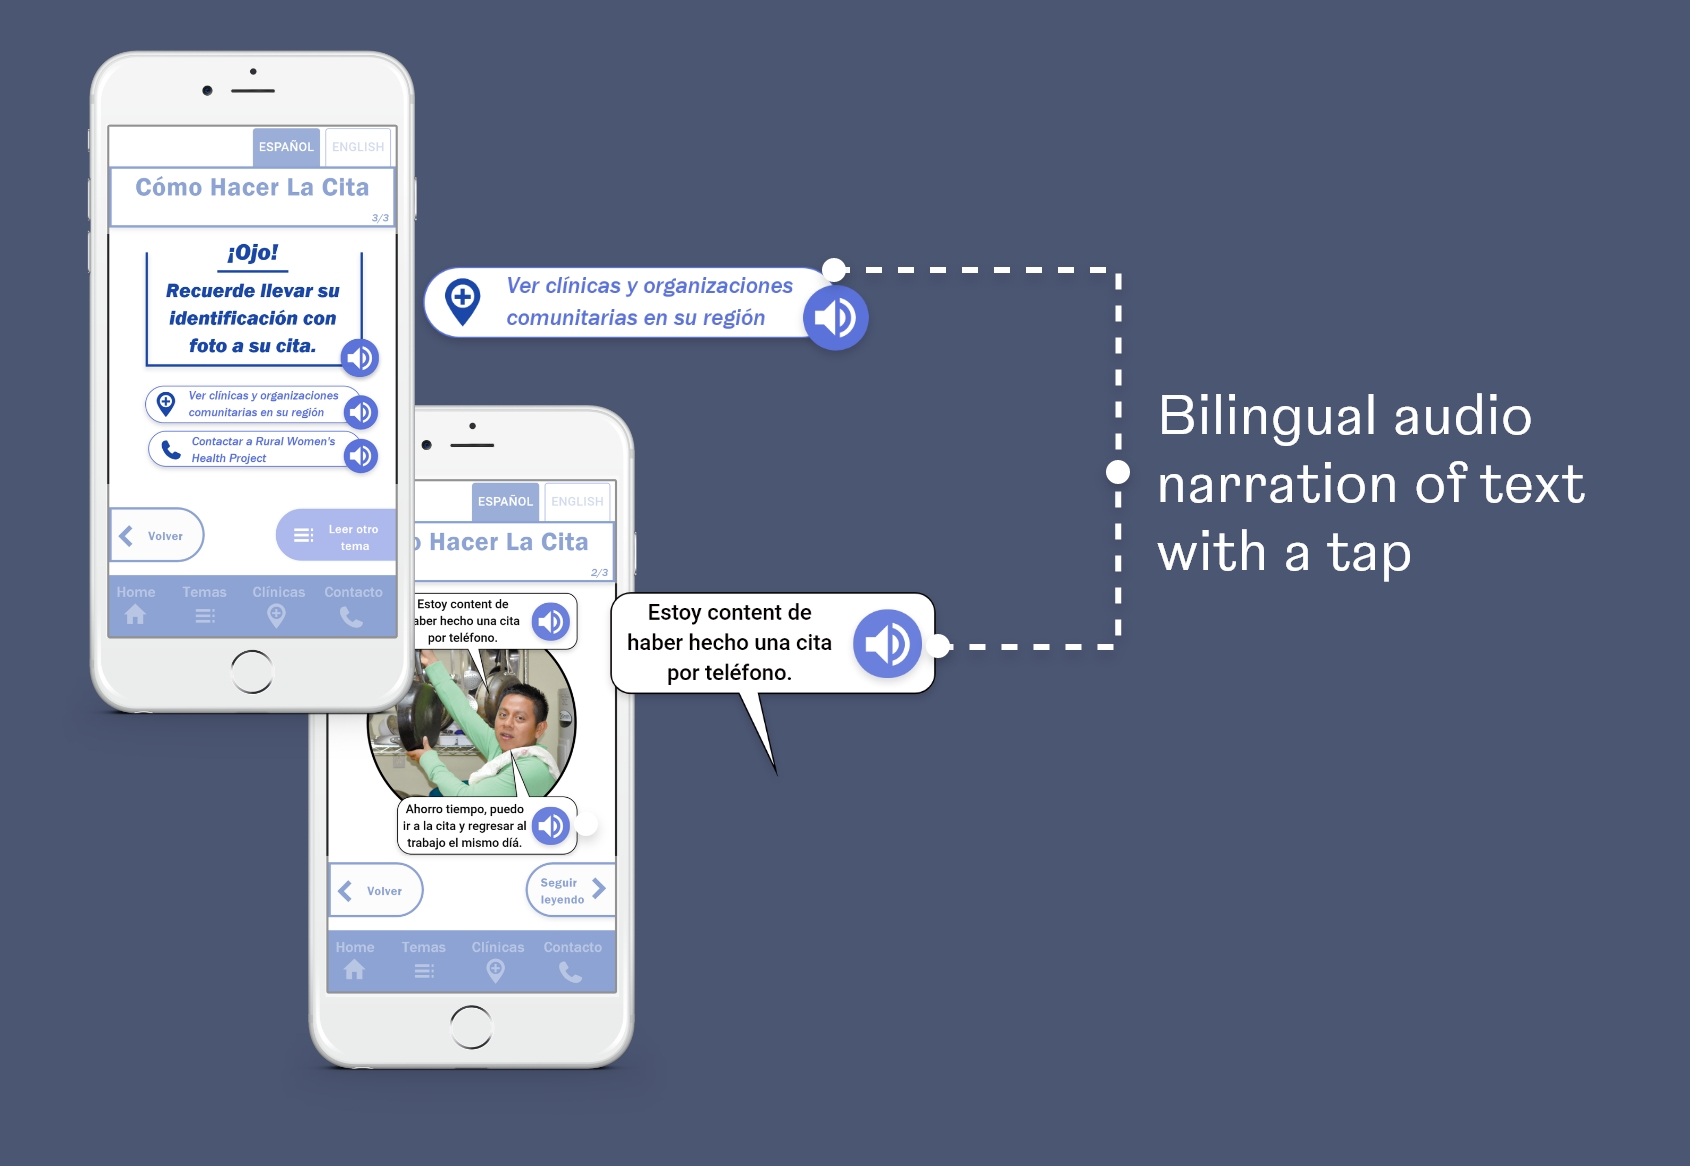 ESPAÑOL
ENGLISH
Cómo Hacer La Cita
3/3
¡Ojo!
Recuerde llevar su
identificación con
foto a su cita.
Ver clínicas y organizaciones
comunitarias en su región
Contactar a Rural Women's
Health Project
Volver
Leer otro
tema
Home
Temas
Clínicas
Contacto
Ver clínicas y organizaciones
comunitarias en su región
ESPAÑOL
ENGLISH
o Hacer La Cita
2/3
Estoy content de
aber hecho una cita
por teléfono.
Ahorro tiempo, puedo
ir a la cita y regresar al
trabajo el mismo díá.
Volver
Seguir
leyendo
Home
Temas
Clínicas
Contacto
Estoy content de
haber hecho una cita
por teléfono.
Bilingual audio
narration of text
with a tap